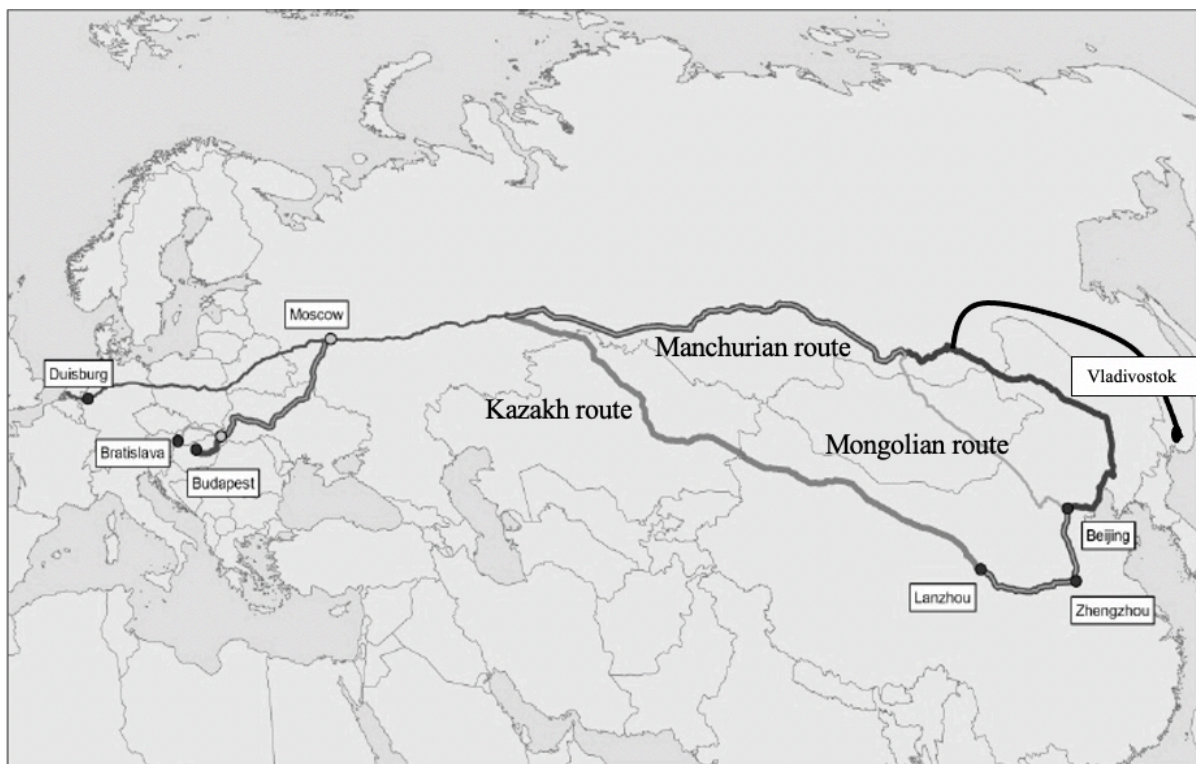 Moscow
Manchurian route
Duisburg
Vladivostok
Kazakh route
Mongolian route
Bratislava
Budapest
Beijing
Lanzhou
Zhengzhou